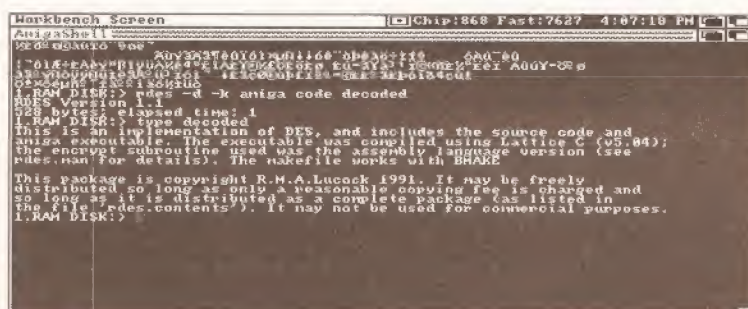 Workbench Screen Chip:868 Fast:7627 4:07:18 PM
AmigaShell
1.RAM DISK:> rdes -d -k amiga code decoded
RDES Version 1.1
528 bytes; elapsed time: 1
1.RAM DISK:> type decoded
This is an implementation of DES, and includes the source code and
amiga executable. The executable was compiled using Lattice C (v5.04);
the encrypt subroutine used was the assembly language version (see
rdes.man for details). The makefile works with BMAKE
This package is copyright R.M.A.Lucock 1991. It may be freely
distributed so long as only a reasonable copying fee is charged and
so long as it is distributed as a complete package (as listed in
the file 'rdes.contents'). It may not be used for commercial purposes.
1.RAM DISK:>